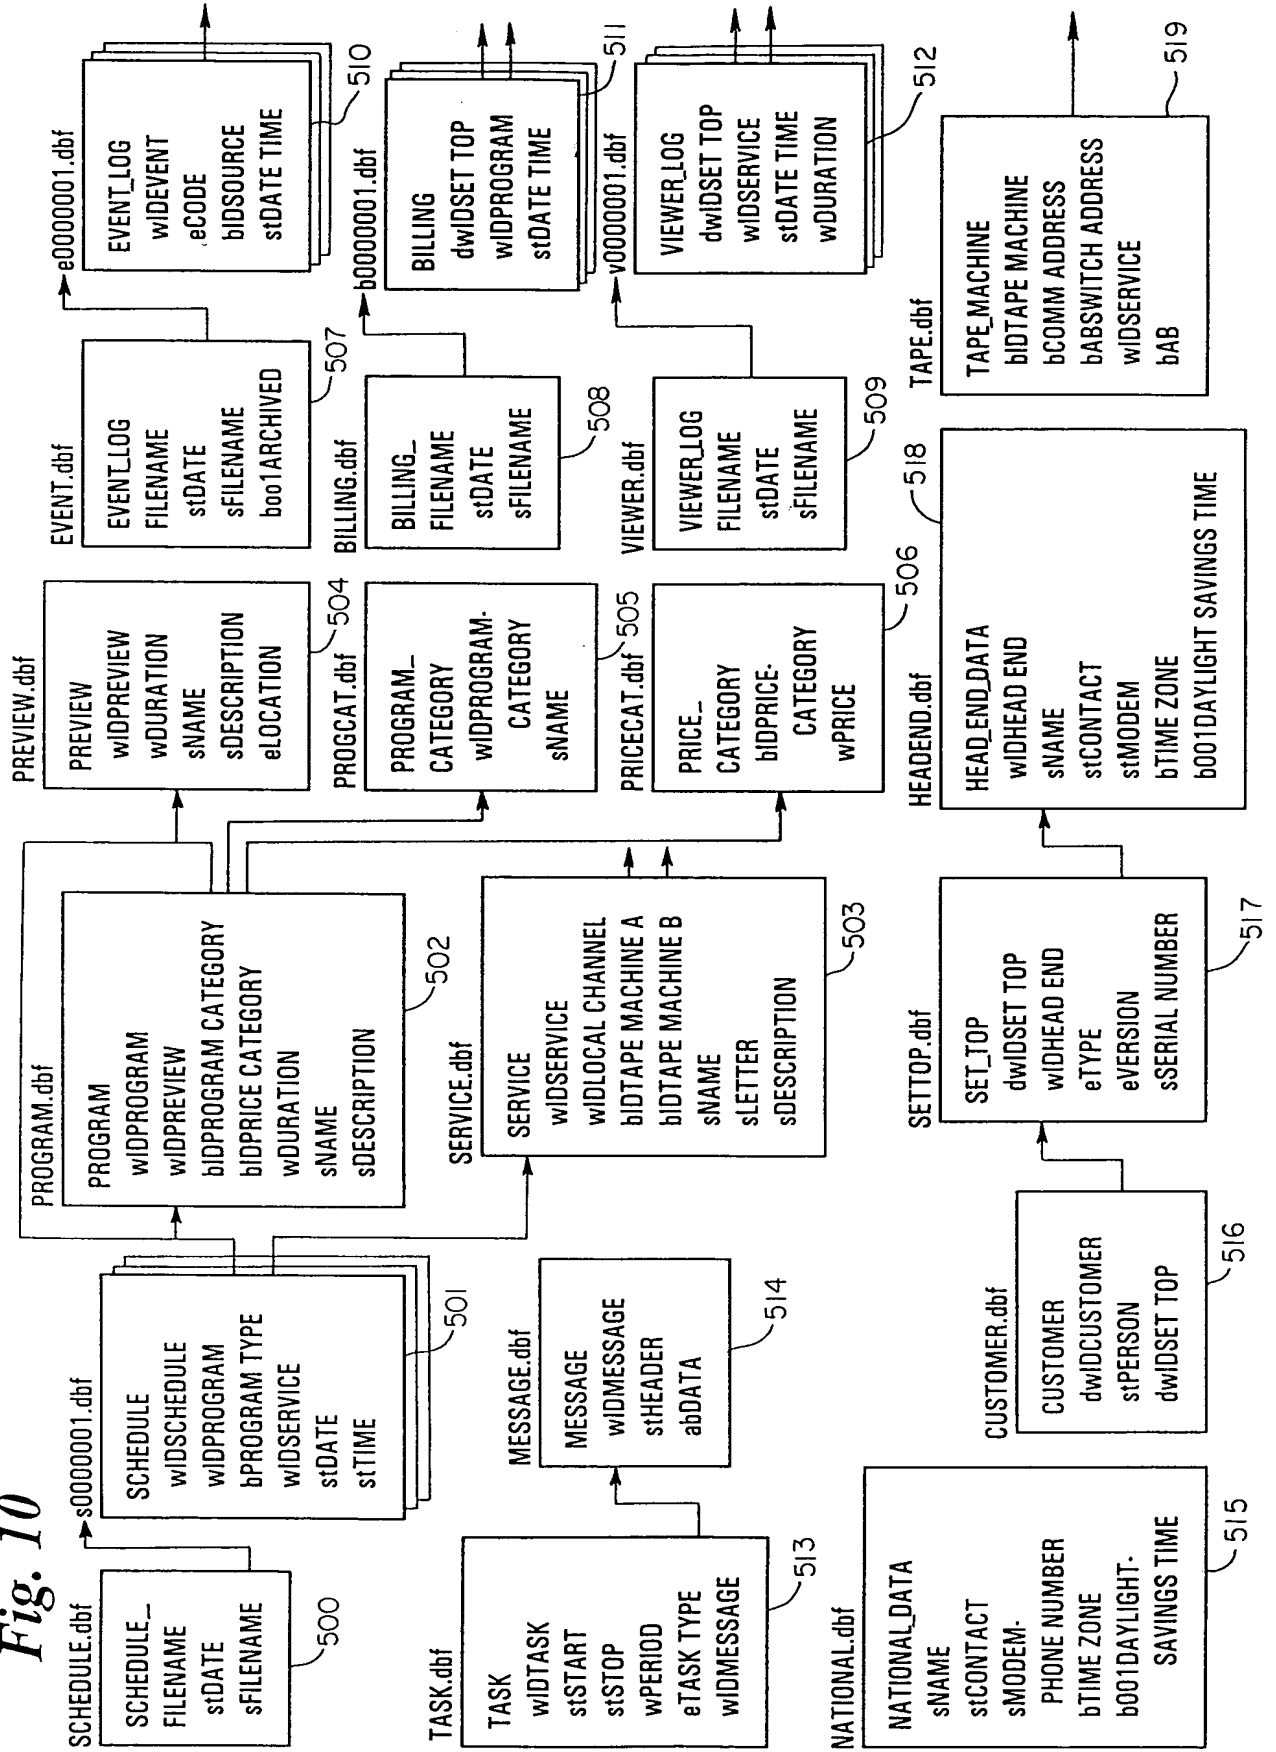 Fig. 10
SCHEDULE.dbf
SCHEDULE_
FILENAME
stDATE
sFILENAME
500
s0000001.dbf
SCHEDULE
wIDSCHEDULE
wIDPROGRAM
bPROGRAM TYPE
wIDSERVICE
stDATE
stTIME
501
PROGRAM.dbf
PROGRAM
wIDPROGRAM
wIDPREVIEW
bIDPROGRAM CATEGORY
bIDPRICE CATEGORY
wDURATION
sNAME
sDESCRIPTION
502
SERVICE.dbf
SERVICE
wIDSERVICE
wIDLOCAL CHANNEL
bIDTAPE MACHINE A
bIDTAPE MACHINE B
sNAME
sLETTER
sDESCRIPTION
503
PREVIEW.dbf
PREVIEW
wIDPREVIEW
wDURATION
sNAME
sDESCRIPTION
eLOCATION
504
PROGCAT.dbf
PROGRAM_
CATEGORY
wIDPROGRAM-
CATEGORY
sNAME
505
PRICECAT.dbf
PRICE_
CATEGORY
bIDPRICE-
CATEGORY
wPRICE
506
EVENT.dbf
EVENT_LOG
FILENAME
stDATE
sFILENAME
boo1ARCHIVED
507
BILLING.dbf
BILLING_
FILENAME
stDATE
sFILENAME
508
VIEWER.dbf
VIEWER_LOG
FILENAME
stDATE
sFILENAME
509
e0000001.dbf
EVENT_LOG
wIDEVENT
eCODE
bIDSOURCE
stDATE TIME
510
b0000001.dbf
BILLING
dwIDSET TOP
wIDPROGRAM
stDATE TIME
511
v0000001.dbf
VIEWER_LOG
dwIDSET TOP
wIDSERVICE
stDATE TIME
wDURATION
512
TASK.dbf
TASK
wIDTASK
stSTART
stSTOP
wPERIOD
eTASK TYPE
wIDMESSAGE
513
MESSAGE.dbf
MESSAGE
wIDMESSAGE
stHEADER
abDATA
514
NATIONAL.dbf
NATIONAL_DATA
sNAME
stCONTACT
sMODEM-
PHONE NUMBER
bTIME ZONE
b001DAYLIGHT-
SAVINGS TIME
515
CUSTOMER.dbf
CUSTOMER
dwIDCUSTOMER
stPERSON
dwIDSET TOP
516
SETTOP.dbf
SET_TOP
dwIDSET TOP
wIDHEAD END
eTYPE
eVERSION
sSERIAL NUMBER
517
HEADEND.dbf
HEAD_END_DATA
wIDHEAD END
sNAME
stCONTACT
stMODEM
bTIME ZONE
b001DAYLIGHT SAVINGS TIME
518
TAPE.dbf
TAPE_MACHINE
bIDTAPE MACHINE
bCOMM ADDRESS
bABSWITCH ADDRESS
wIDSERVICE
bAB
519